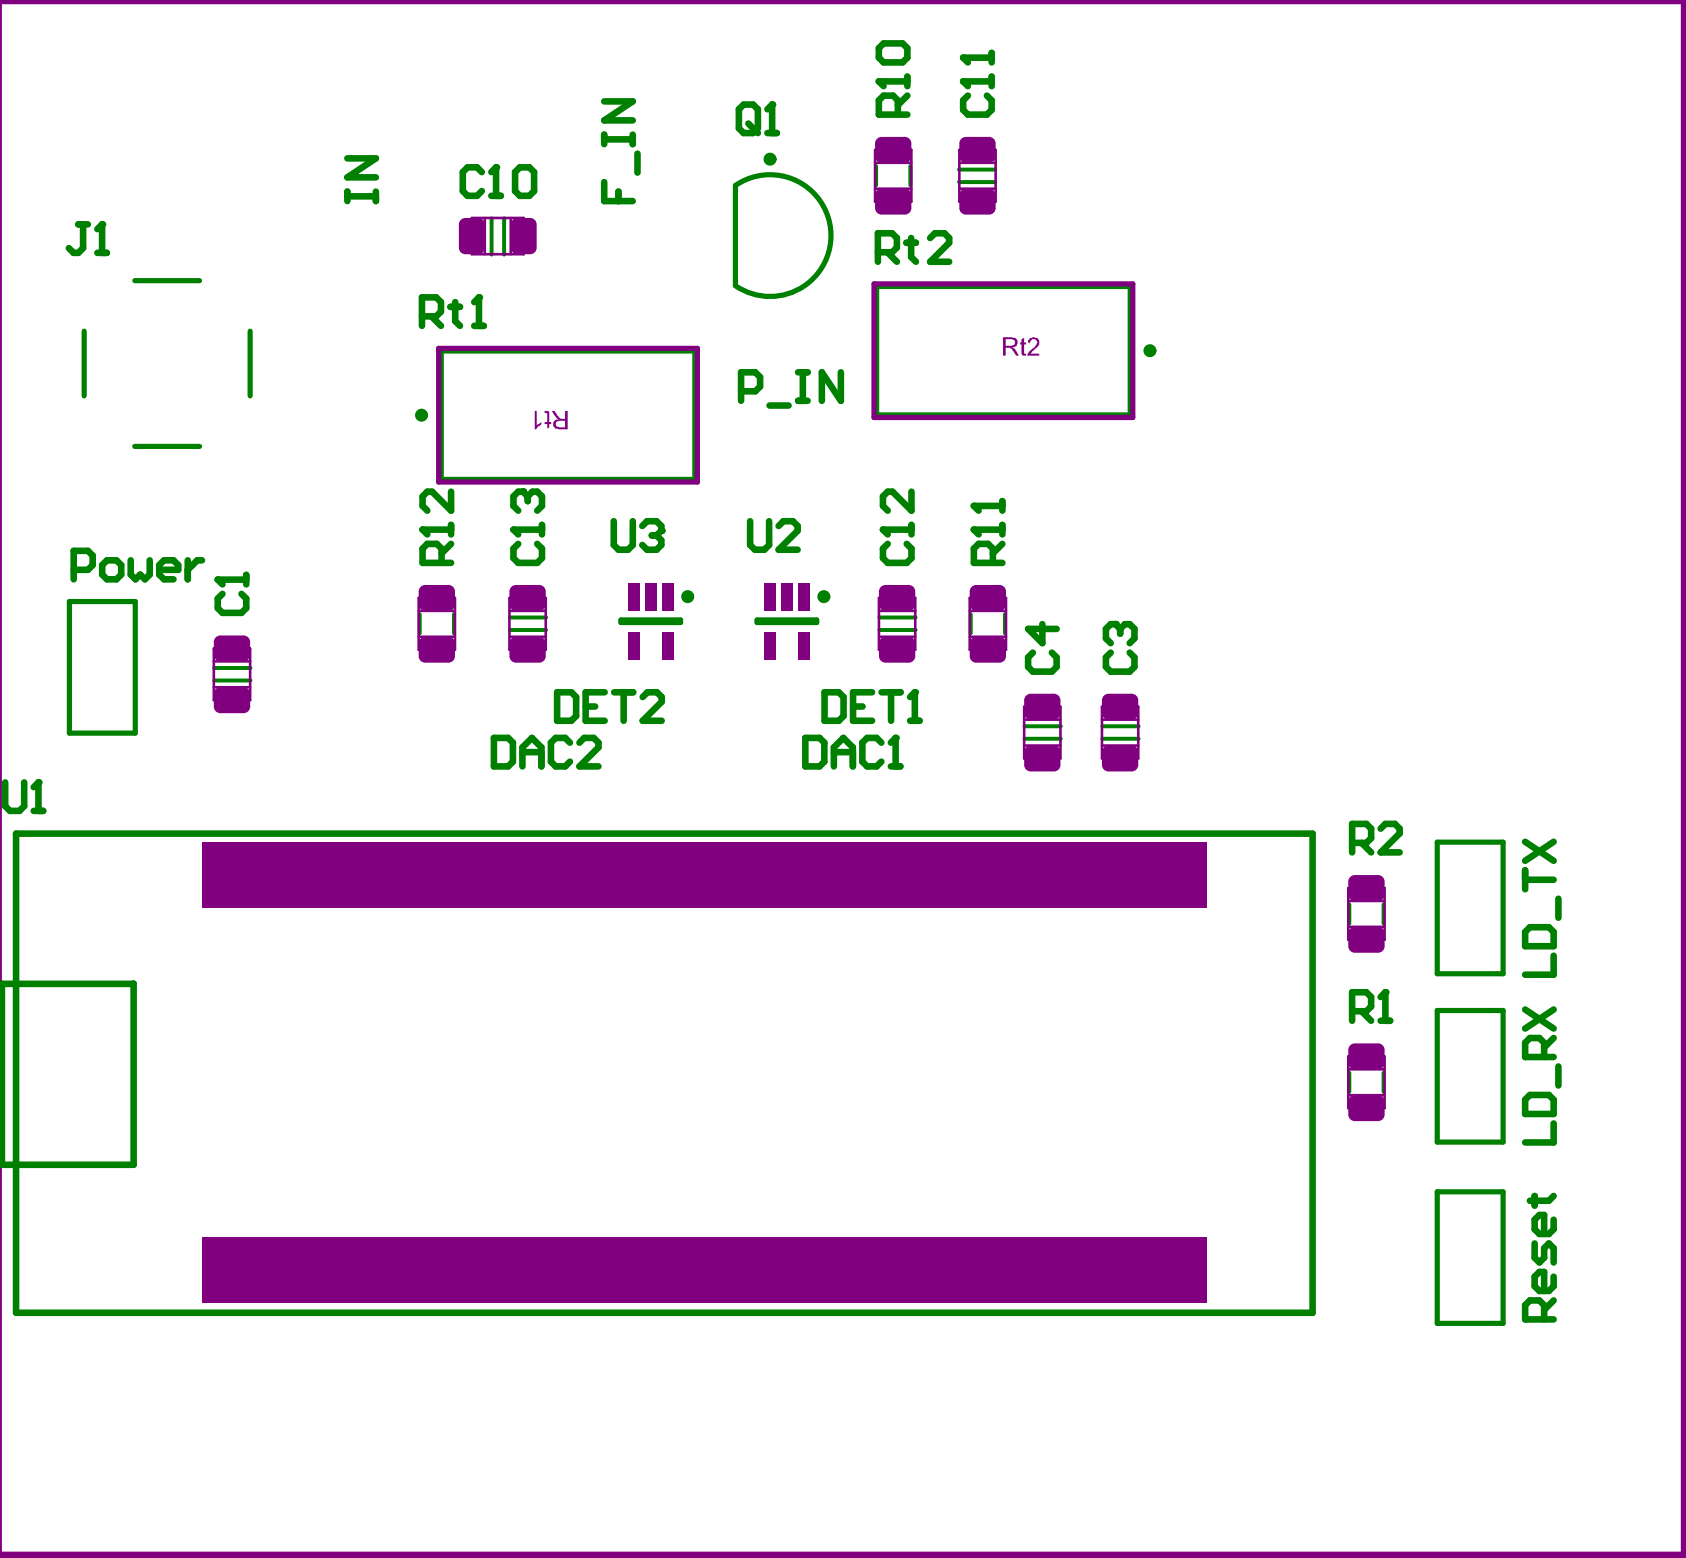 R10
C11
F_IN
Q1
IN
C10
J1
Rt2
Rt1
Rt2
P_IN
Rt1
R12
C13
U3
U2
C12
R11
Power
C1
C4
C3
DET2
DET1
DAC2
DAC1
U1
R2
LD_TX
R1
LD_RX
Reset